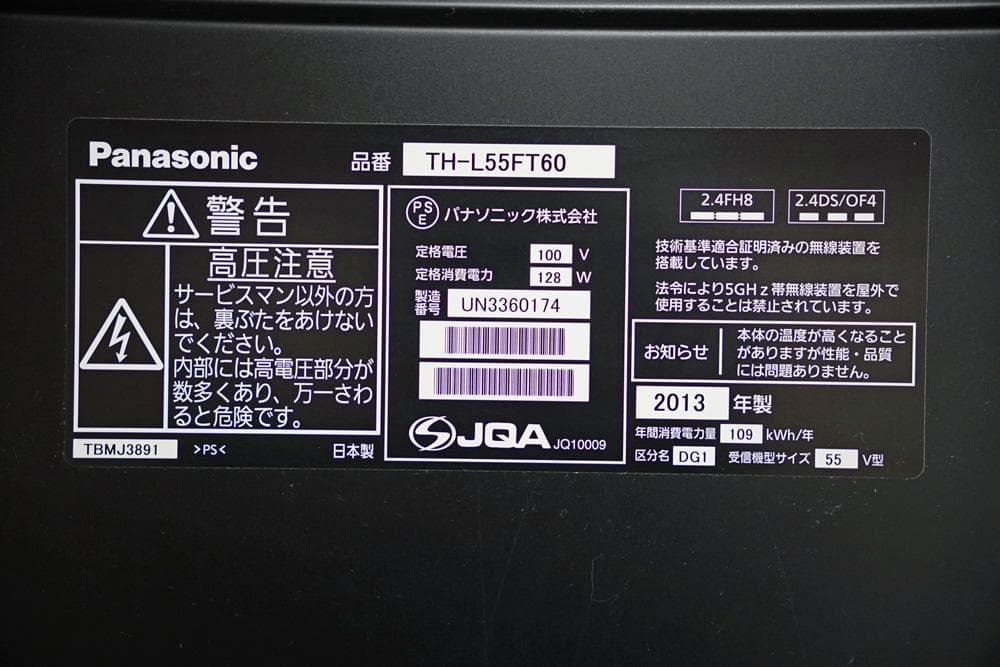 Panasonic
品番 TH-L55FT60
警告
高圧注意
サービスマン以外の方
は、裏ぶたをあけない
でください。
内部には高電圧部分が
数多くあり、万一さわ
ると危険です。
TBMJ3891 >PS< 日本製
PS
E
パナソニック株式会社
定格電圧 100 V
定格消費電力 128 W
製造
番号 UN3360174
JQA JQ10009
2.4FH8 2.4DS/OF4
技術基準適合証明済みの無線装置を
搭載しています。
法令により5GHz帯無線装置を屋外で
使用することは禁止されています。
お知らせ
本体の温度が高くなること
がありますが性能・品質
には問題ありません。
2013 年製
年間消費電力量 109 kWh/年
区分名 DG1 受信機型サイズ 55 V型